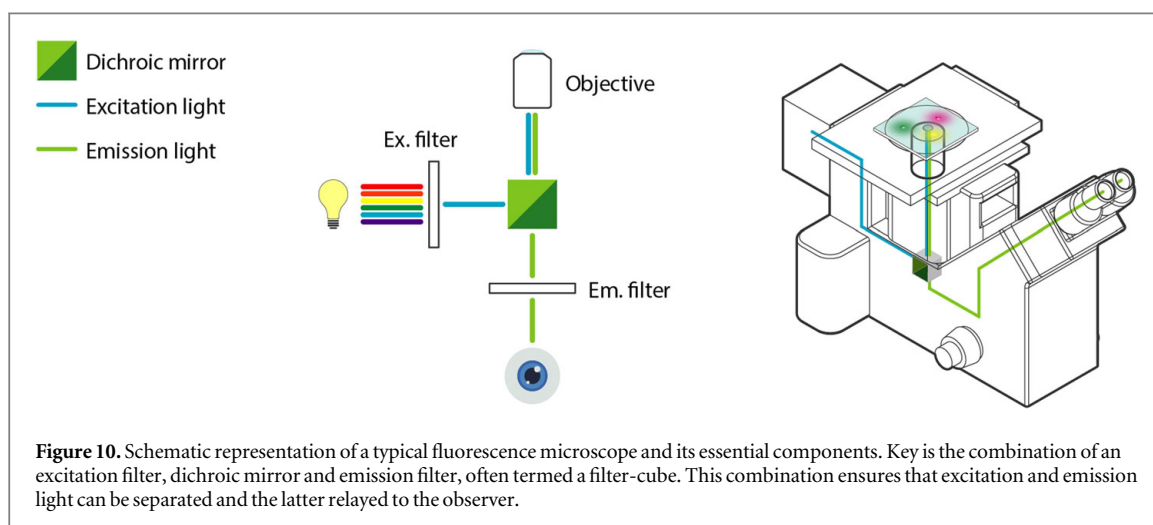 Dichroic mirror
Excitation light
Emission light
Ex. filter
Objective
Em. filter
Figure 10. Schematic representation of a typical fluorescence microscope and its essential components. Key is the combination of an
excitation filter, dichroic mirror and emission filter, often termed a filter-cube. This combination ensures that excitation and emission
light can be separated and the latter relayed to the observer.